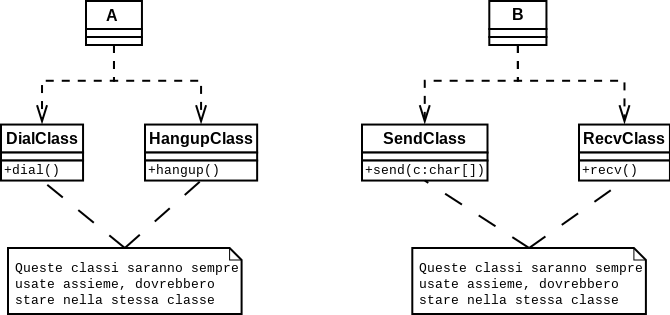 A
B
DialClass
+dial()
HangupClass
+hangup()
SendClass
+send(c:char[])
RecvClass
+recv()
Queste classi saranno sempre
usate assieme, dovrebbero
stare nella stessa classe
Queste classi saranno sempre
usate assieme, dovrebbero
stare nella stessa classe